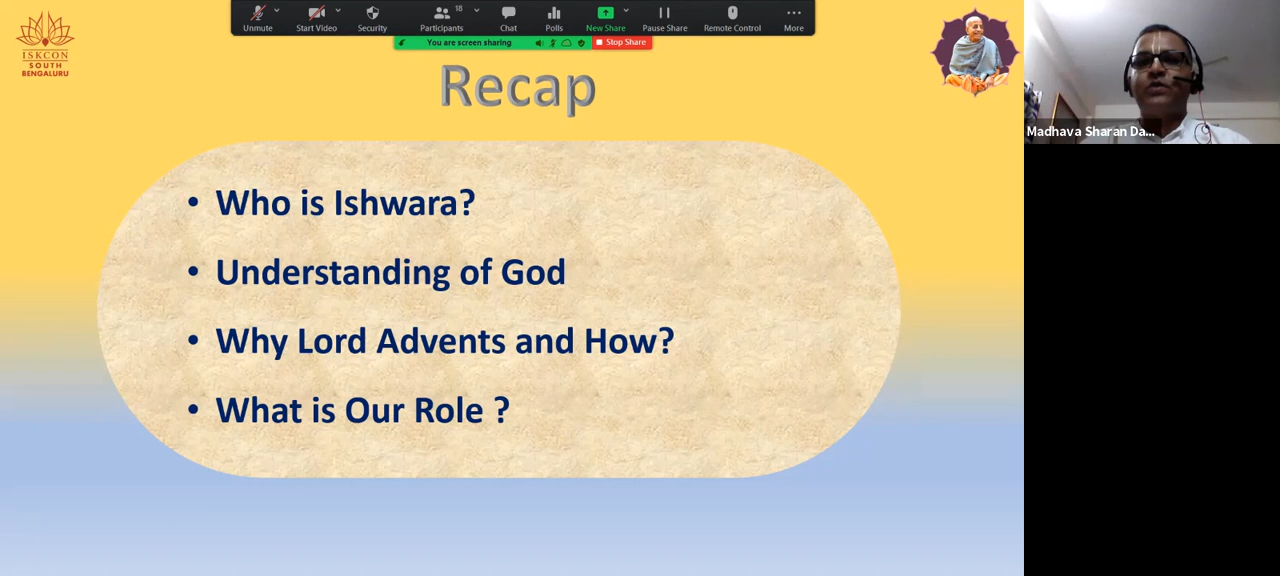 18
Unmute
Start Video
Security
Participants
Chat
Polls
New Share
Pause Share
Remote Control
More
You are screen sharing
Stop Share
ISKCON
SOUTH
BENGALURU
Recap
Madhava Sharan Da...
• Who is Ishwara?
• Understanding of God
• Why Lord Advents and How?
• What is Our Role ?